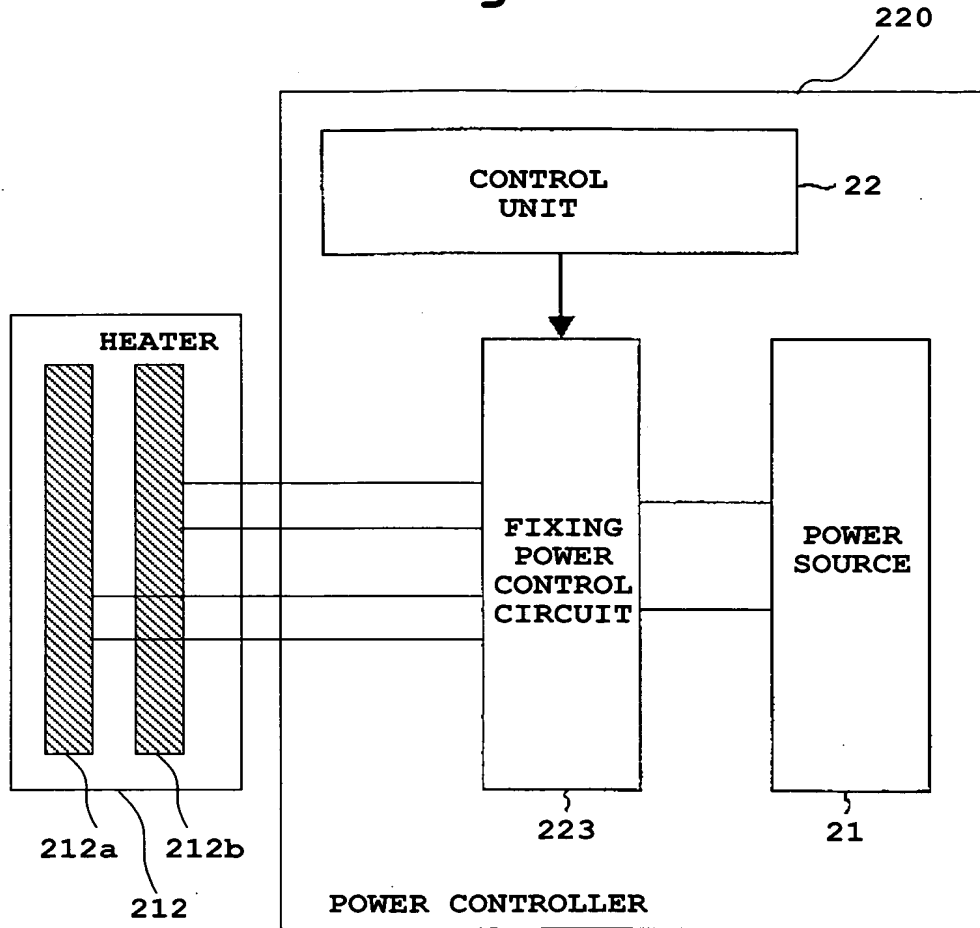 220
CONTROL
UNIT
22
HEATER
FIXING
POWER
CONTROL
CIRCUIT
POWER
SOURCE
223
21
212a
212b
212
POWER CONTROLLER